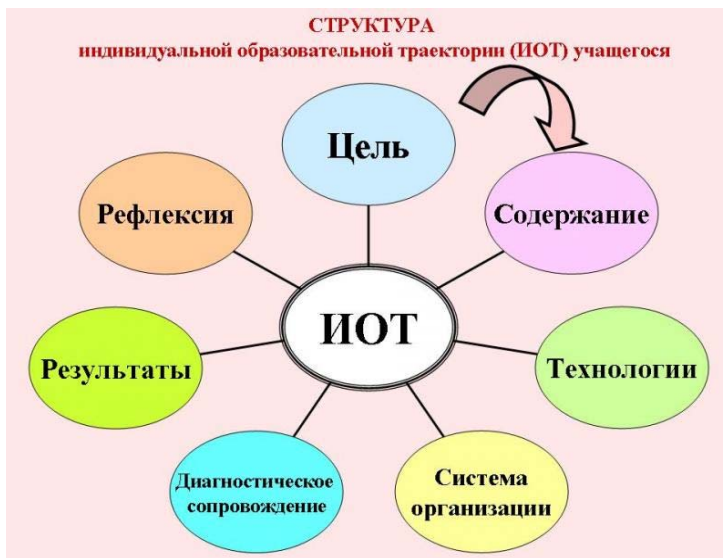 СТРУКТУРА
индивидуальной образовательной траектории (ИОТ) учащегося
Цель
Содержание
Технологии
Система
организации
Диагностическое
сопровождение
Результаты
Рефлексия
ИОТ